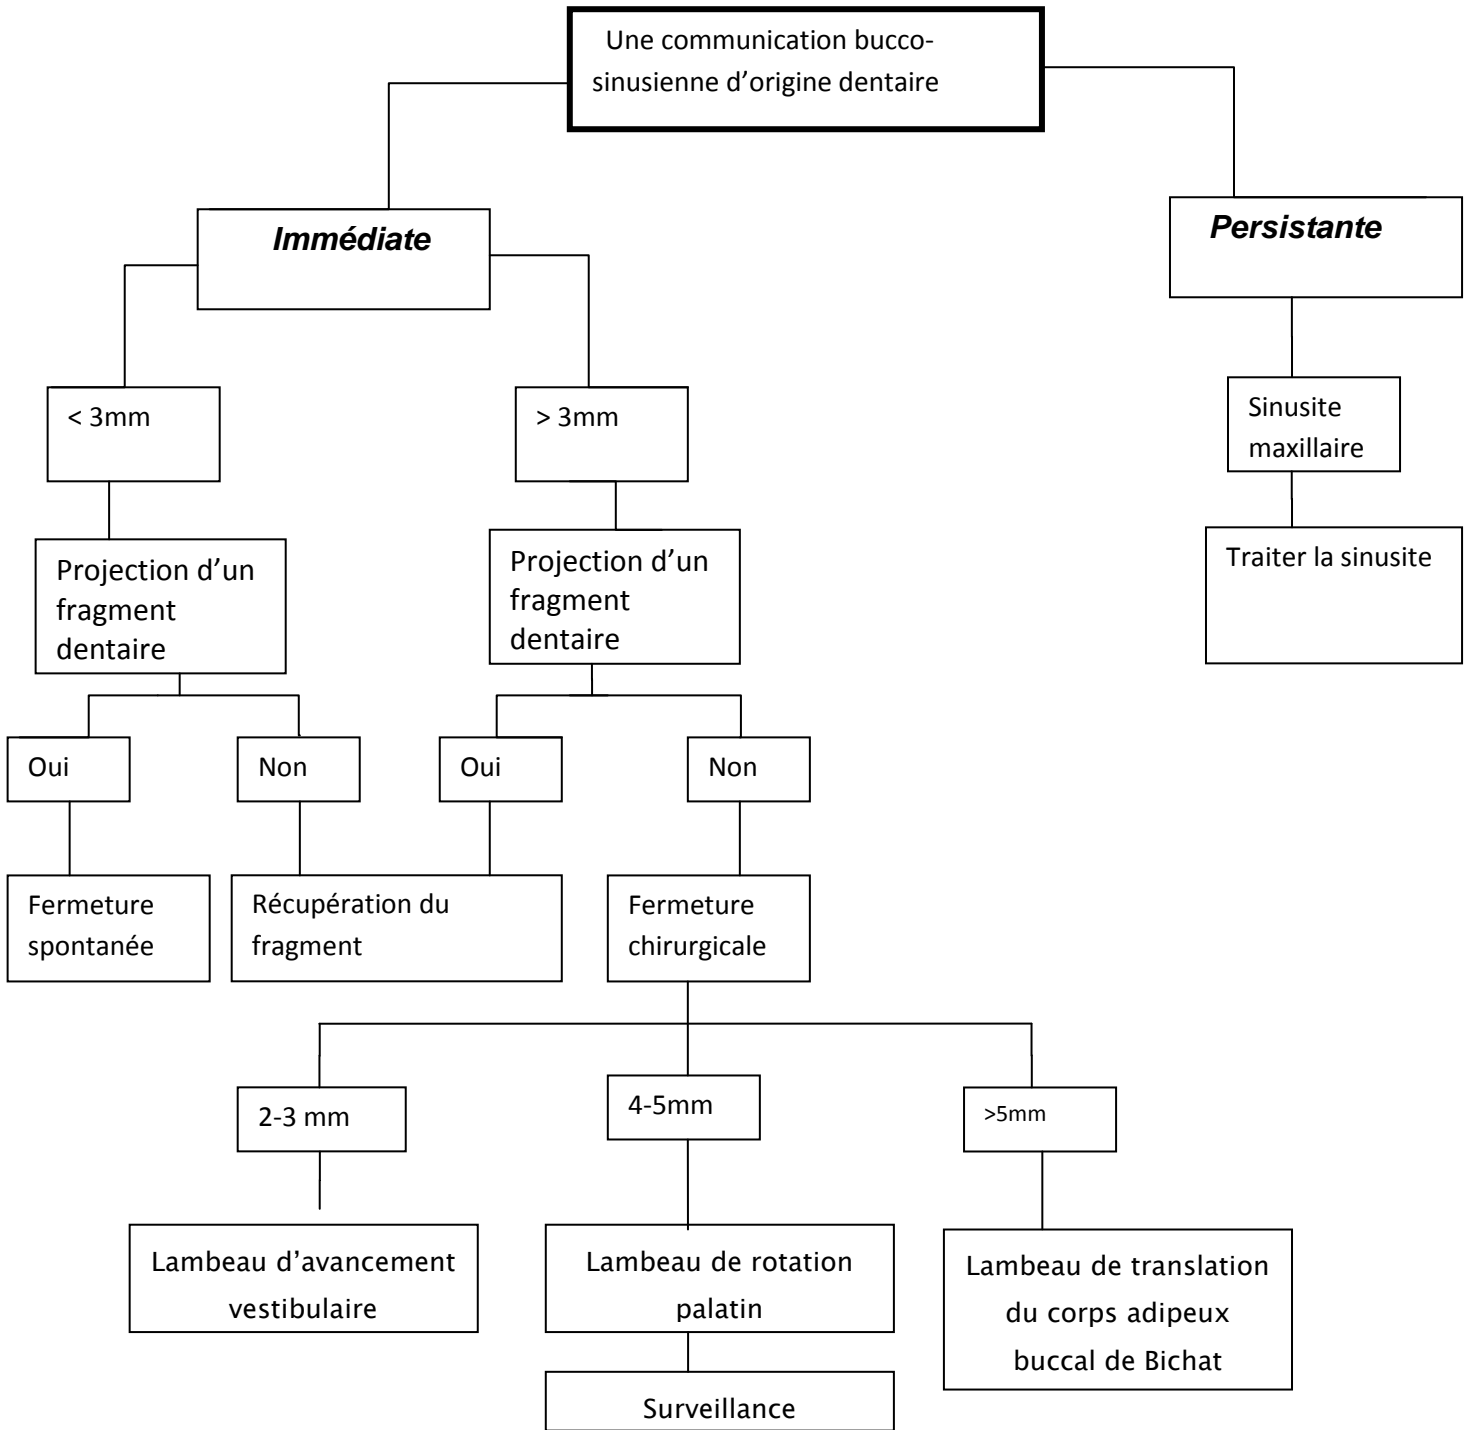 Une communication bucco-
sinusienne d’origine dentaire
Immédiate
Persistante
< 3mm
> 3mm
Sinusite
maxillaire
Projection d’un
fragment
dentaire
Projection d’un
fragment
dentaire
Traiter la sinusite
Oui
Non
Oui
Non
Fermeture
spontanée
Récupération du
fragment
Fermeture
chirurgicale
2-3 mm
4-5mm
>5mm
Lambeau d’avancement
vestibulaire
Lambeau de rotation
palatin
Lambeau de translation
du corps adipeux
buccal de Bichat
Surveillance